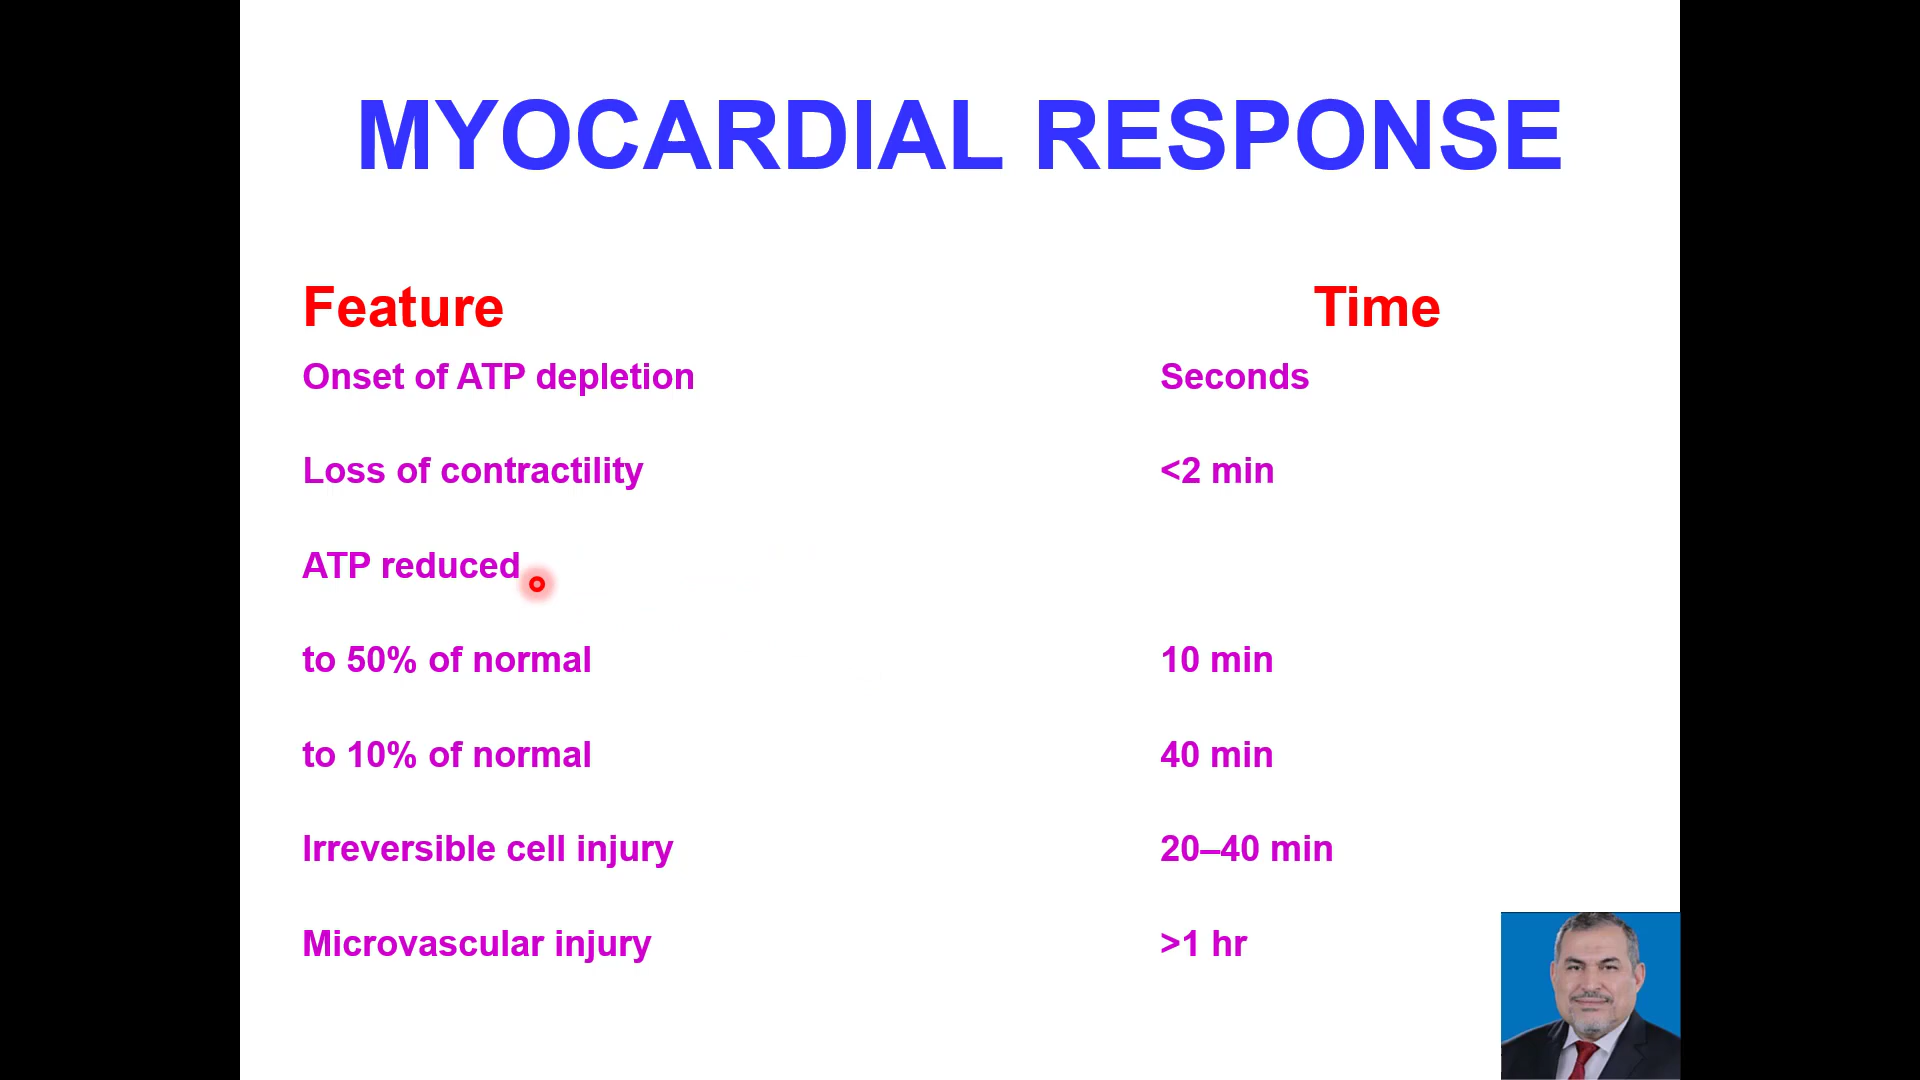 MYOCARDIAL RESPONSE
Feature Time
Onset of ATP depletion Seconds
Loss of contractility <2 min
ATP reduced
to 50% of normal 10 min
to 10% of normal 40 min
Irreversible cell injury 20–40 min
Microvascular injury >1 hr